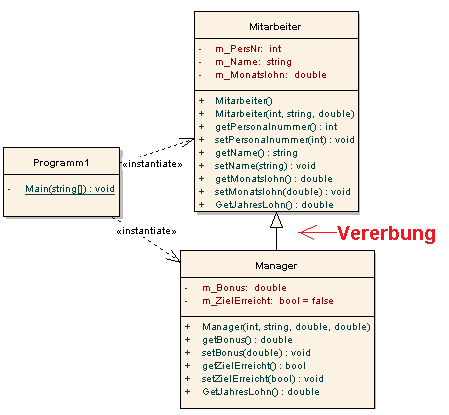 Mitarbeiter
- m_PersNr: int
- m_Name: string
- m_Monatslohn: double
+ Mitarbeiter()
+ Mitarbeiter(int, string, double)
+ getPersonalnummer() : int
+ setPersonalnummer(int) : void
+ getName() : string
+ setName(string) : void
+ getMonatslohn() : double
+ setMonatslohn(double) : void
+ GetJahresLohn() : double
Programm1
- Main(string[]) : void
«instantiate»
«instantiate»
Vererbung
Manager
- m_Bonus: double
- m_ZielErreicht: bool = false
+ Manager(int, string, double, double)
+ getBonus() : double
+ setBonus(double) : void
+ getZielErreicht() : bool
+ setZielErreicht(bool) : void
+ GetJahresLohn() : double